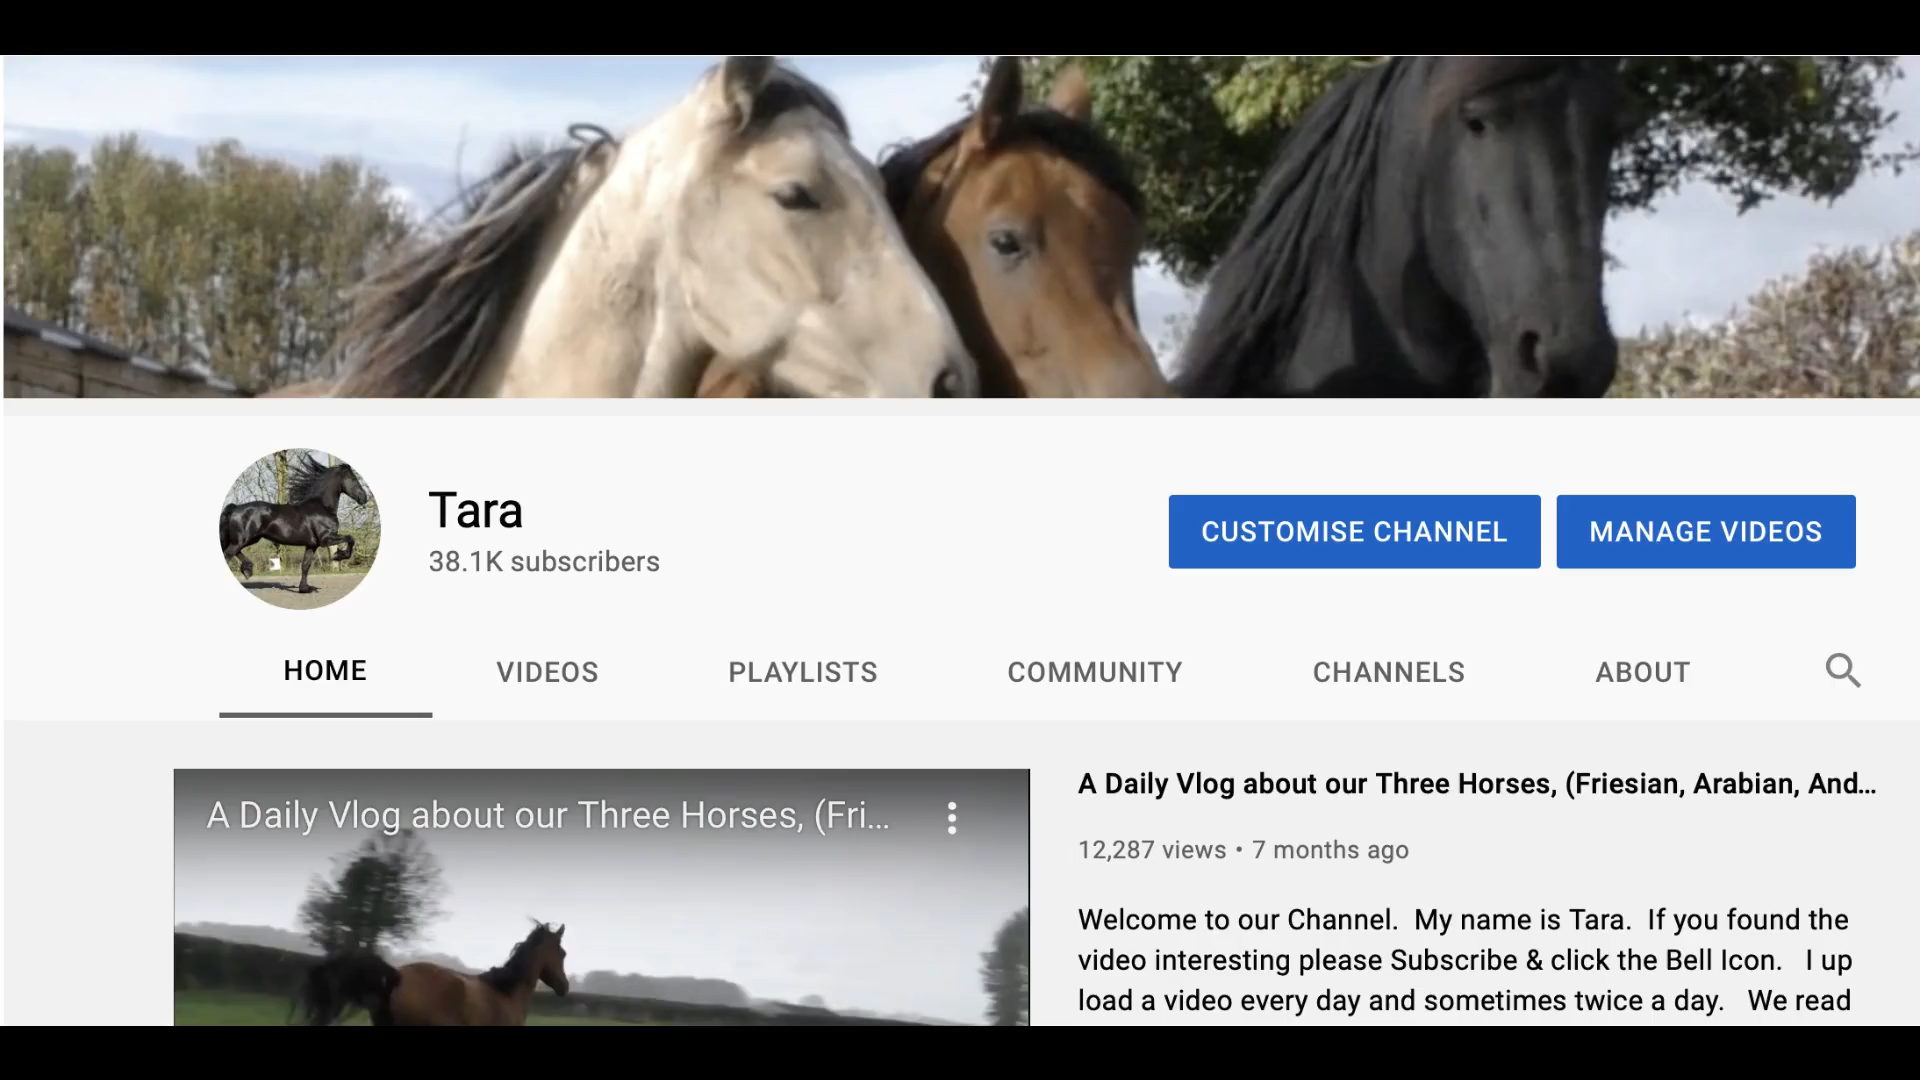 Tara
38.1K subscribers
CUSTOMISE CHANNEL
MANAGE VIDEOS
HOME
VIDEOS
PLAYLISTS
COMMUNITY
CHANNELS
ABOUT
A Daily Vlog about our Three Horses, (Fri...
A Daily Vlog about our Three Horses, (Friesian, Arabian, And...
12,287 views • 7 months ago
Welcome to our Channel. My name is Tara. If you found the
video interesting please Subscribe & click the Bell Icon. I up
load a video every day and sometimes twice a day. We read